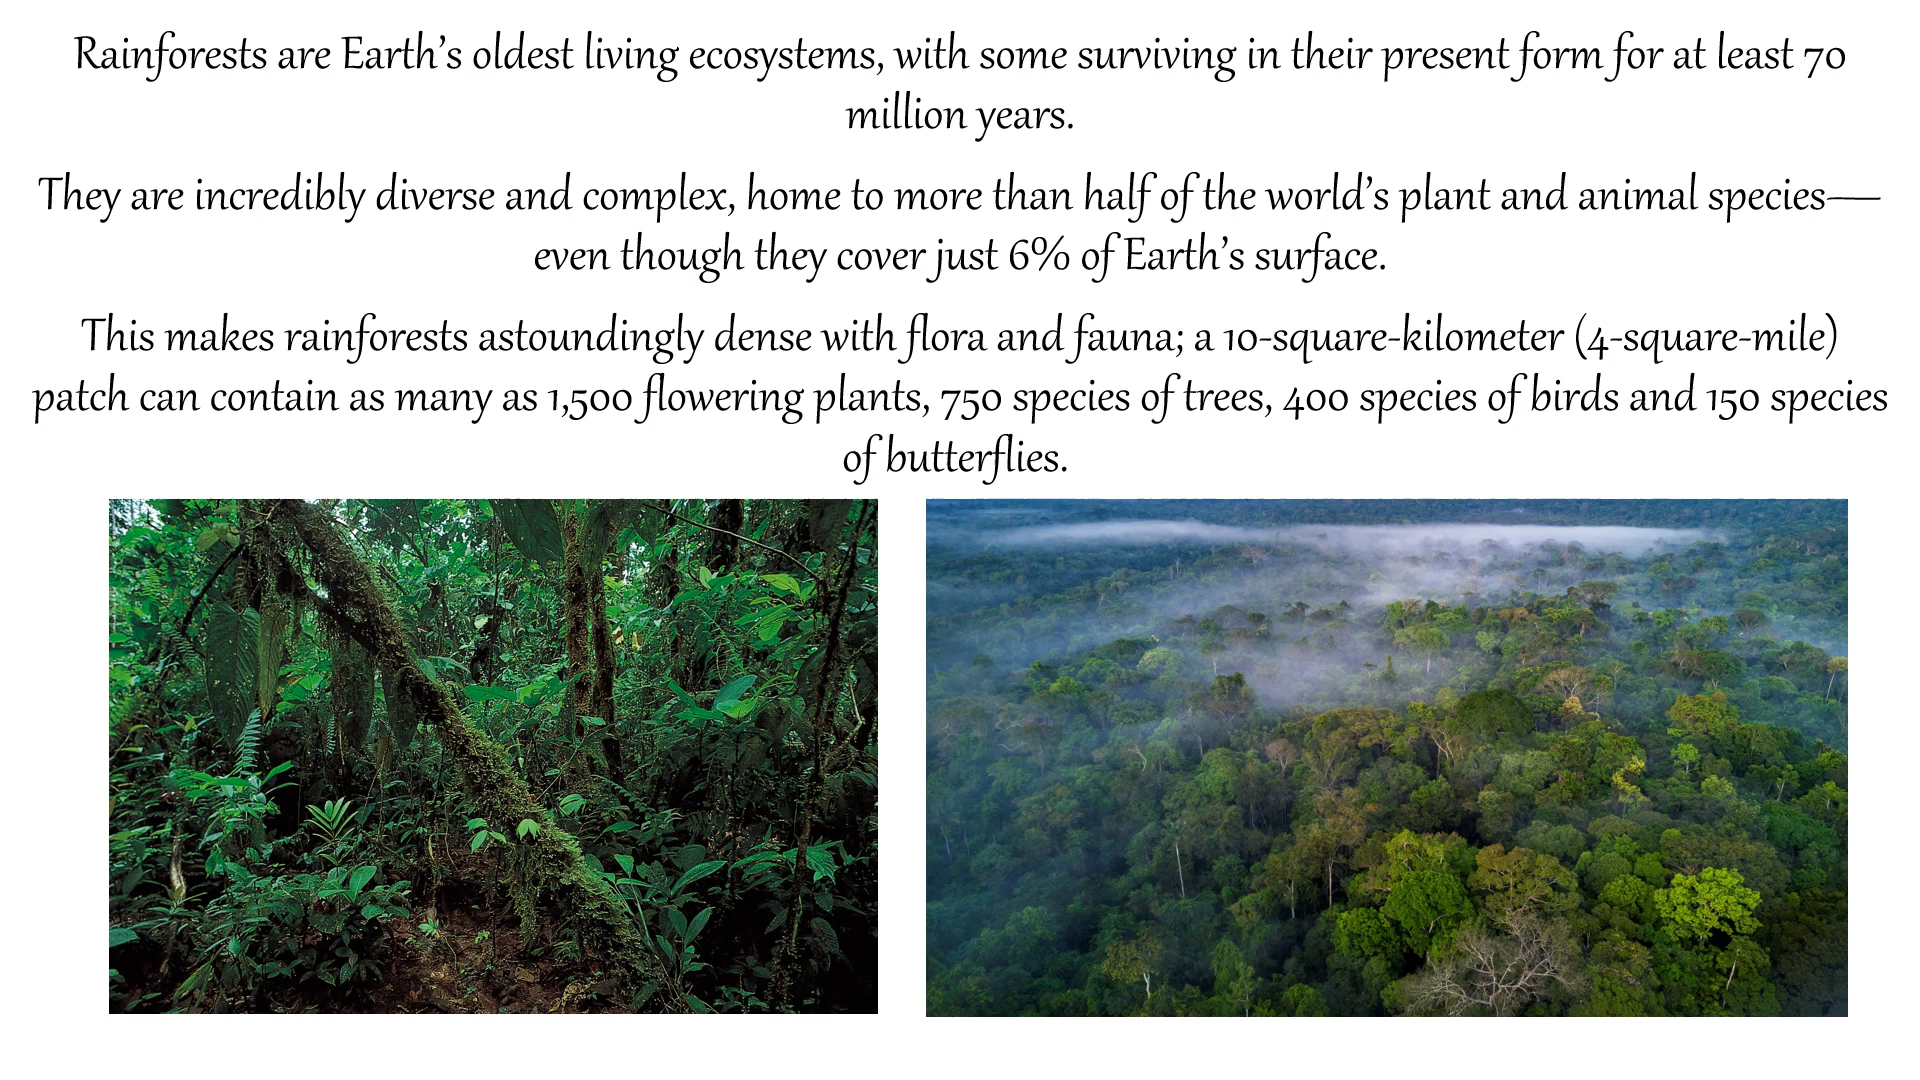 Rainforests are Earth’s oldest living ecosystems, with some surviving in their present form for at least 70
million years.
They are incredibly diverse and complex, home to more than half of the world’s plant and animal species—
even though they cover just 6% of Earth’s surface.
This makes rainforests astoundingly dense with flora and fauna; a 10-square-kilometer (4-square-mile)
patch can contain as many as 1,500 flowering plants, 750 species of trees, 400 species of birds and 150 species
of butterflies.